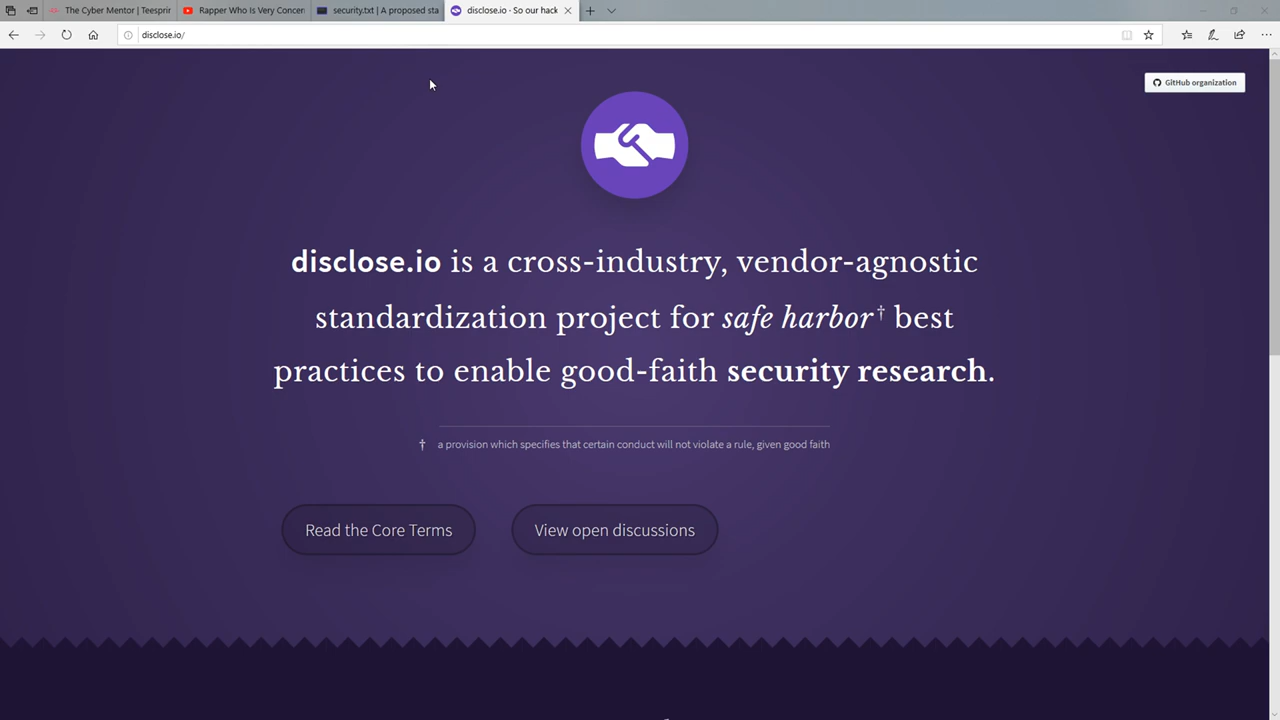 The Cyber Mentor | Teesprin
Rapper Who Is Very Concern
security.txt | A proposed sta
disclose.io - So our hack
disclose.io/
GitHub organization
disclose.io is a cross-industry, vendor-agnostic
standardization project for safe harbor† best
practices to enable good-faith security research.
† a provision which specifies that certain conduct will not violate a rule, given good faith
Read the Core Terms
View open discussions